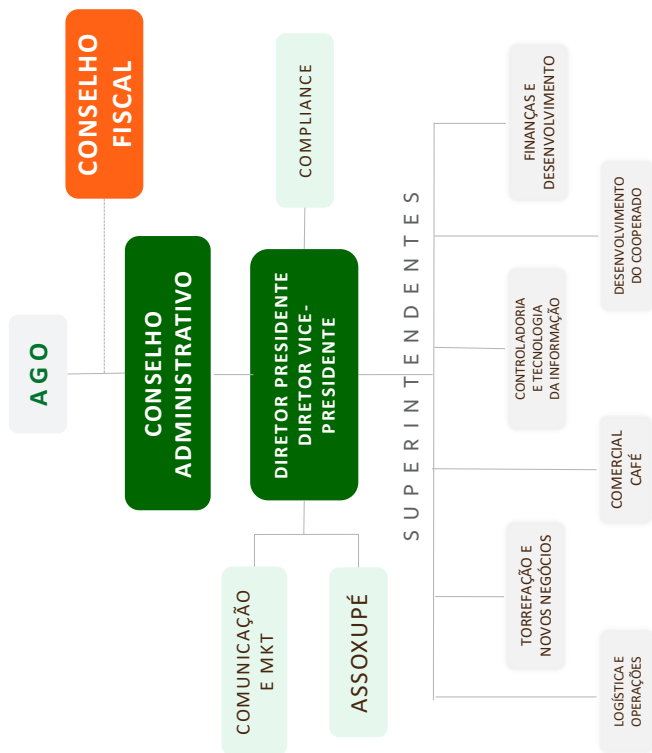 AGO
CONSELHO
FISCAL
CONSELHO
ADMINISTRATIVO
DIRETOR PRESIDENTE
DIRETOR VICE-
PRESIDENTE
COMUNICAÇÃO
E MKT
ASSOXUPÉ
COMPLIANCE
SUPERINTENDENTES
LOGÍSTICA E
OPERAÇÕES
TORREFAÇÃO E
NOVOS NEGÓCIOS
COMERCIAL
CAFÉ
CONTROLADORIA
E TECNOLOGIA
DA INFORMAÇÃO
DESENVOLVIMENTO
DO COOPERADO
FINANÇAS E
DESENVOLVIMENTO